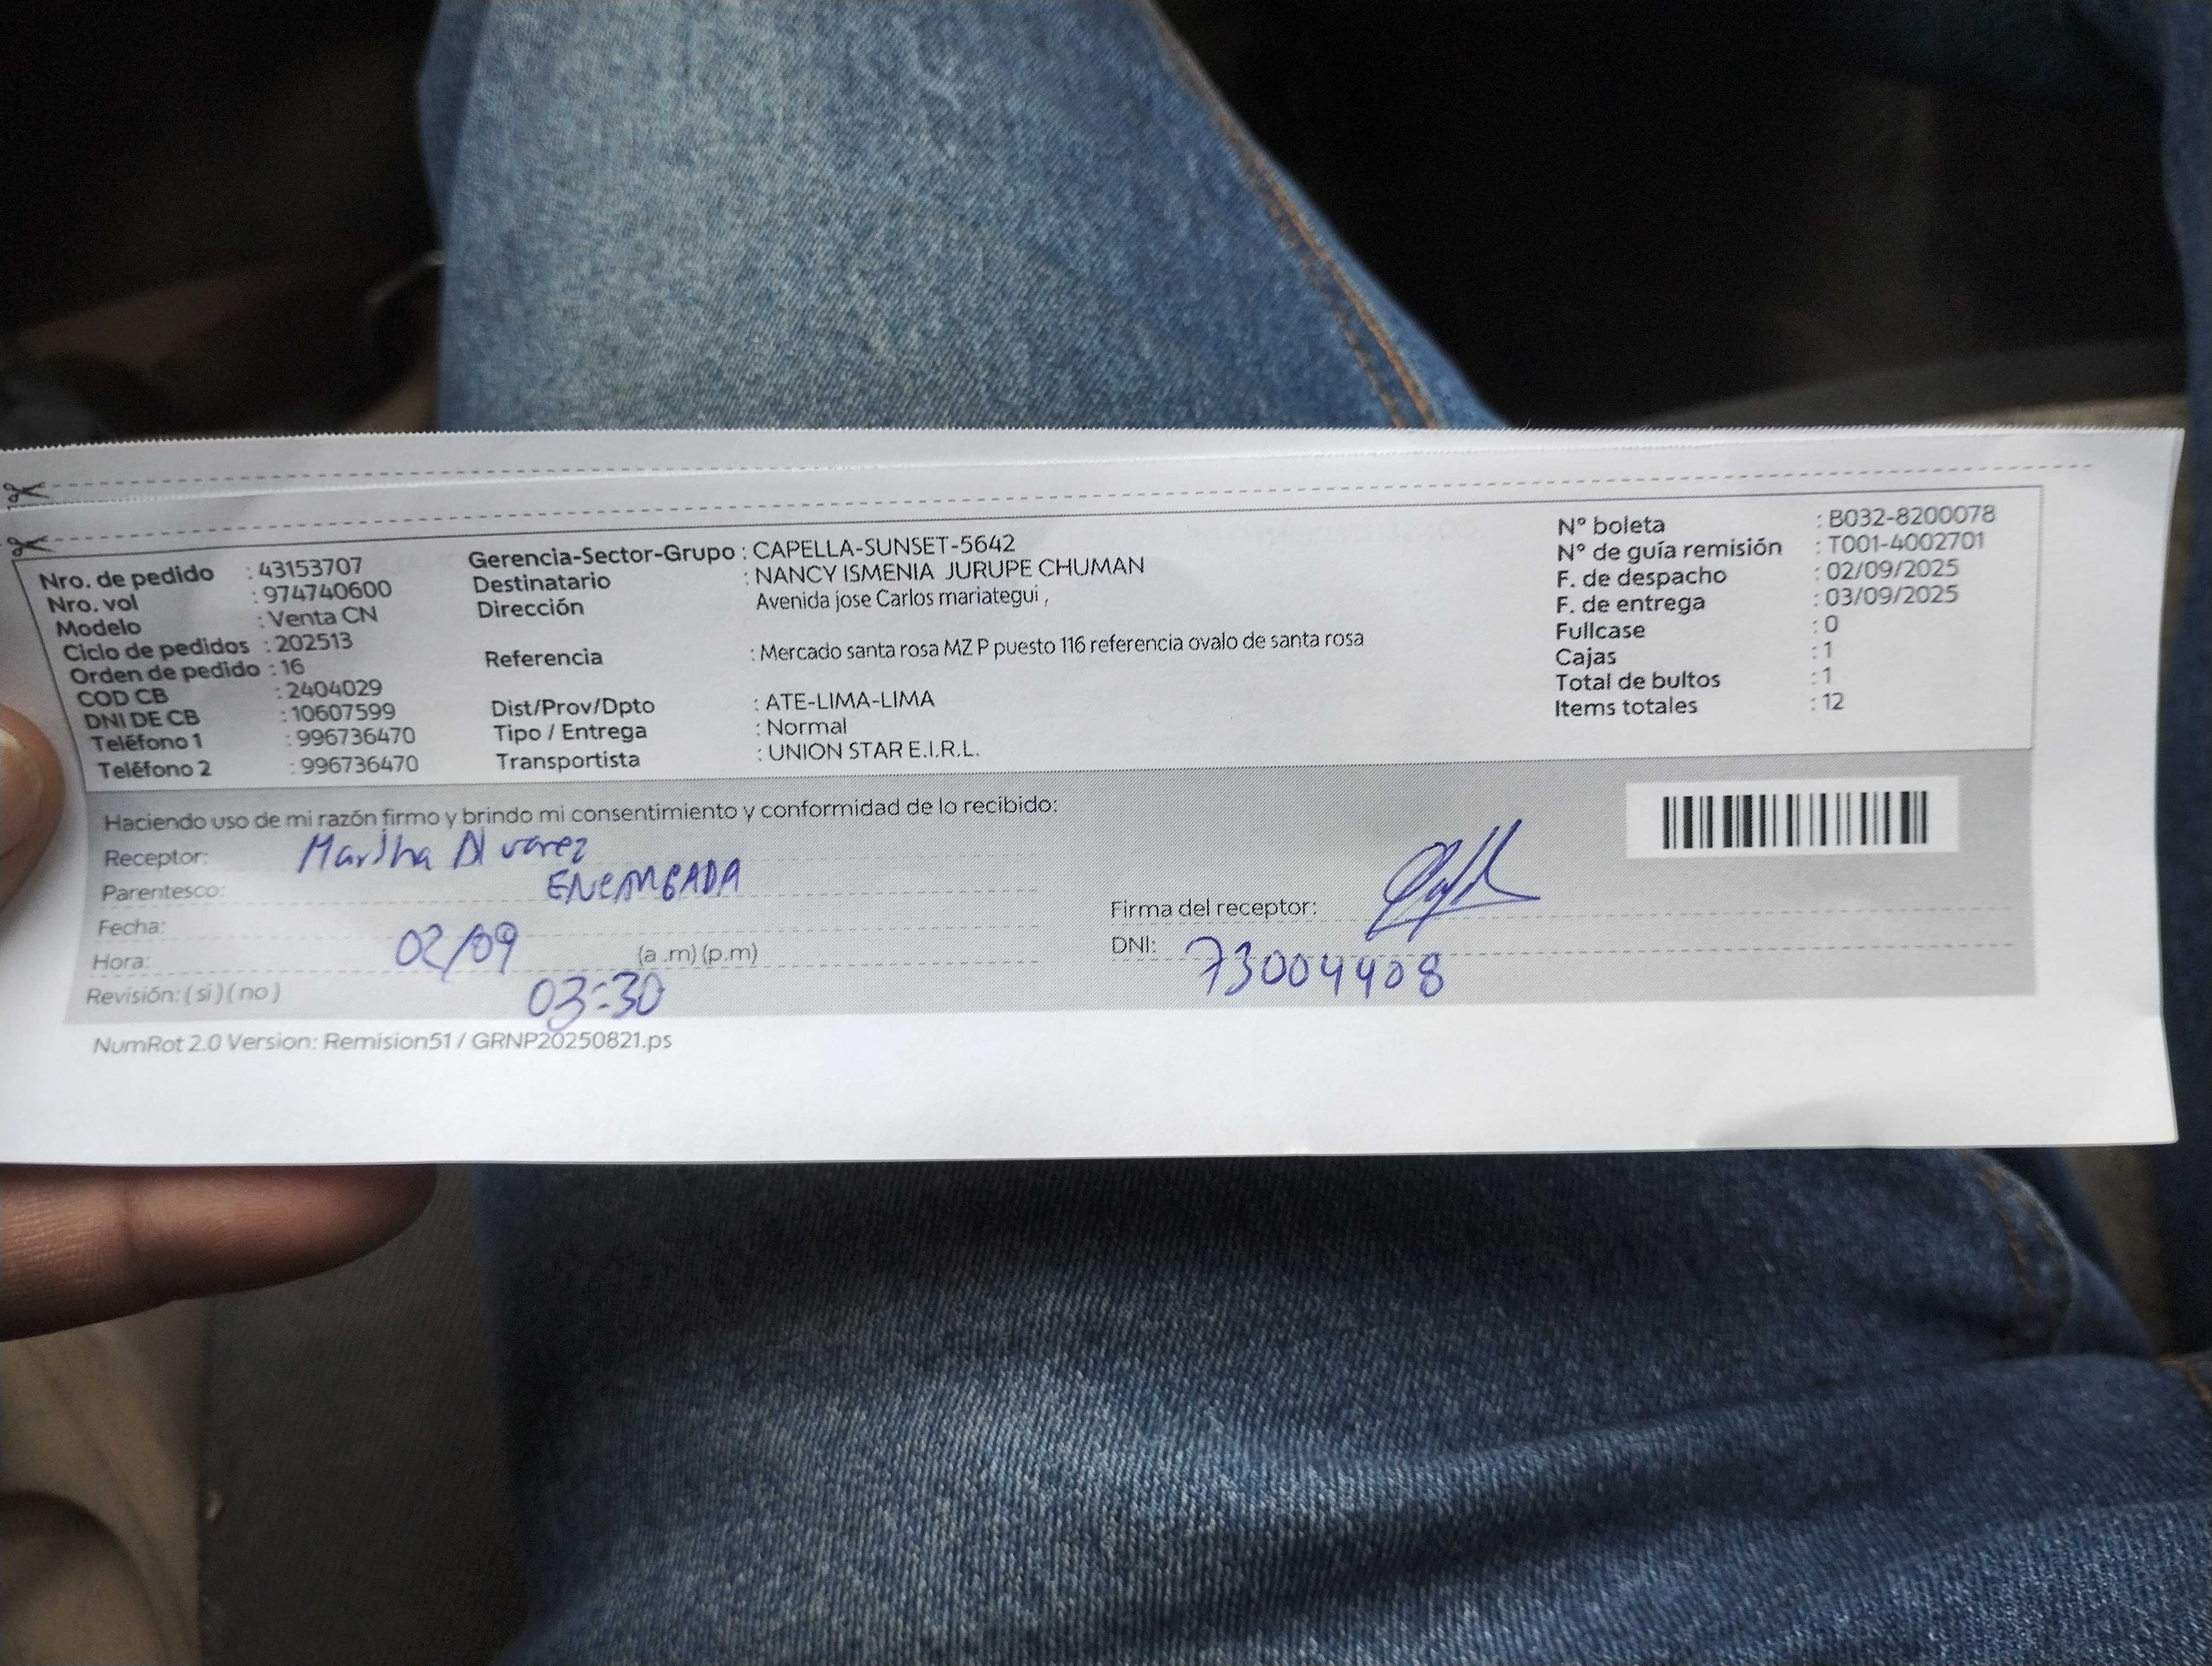 Nro. de pedido : 43153707
Nro. vol : 974740600
Modelo : Venta CN
Ciclo de pedidos : 202513
Orden de pedido : 16
COD CB : 2404029
DNI DE CB : 10607599
Teléfono 1 : 996736470
Teléfono 2 : 996736470
Gerencia-Sector-Grupo : CAPELLA-SUNSET-5642
Destinatario : NANCY ISMENIA JURUPE CHUMAN
Dirección Avenida jose Carlos mariategui ,
Referencia : Mercado santa rosa MZ P puesto 116 referencia ovalo de santa rosa
Dist/Prov/Dpto : ATE-LIMA-LIMA
Tipo / Entrega : Normal
Transportista : UNION STAR E.I.R.L.
N° boleta : B032-8200078
N° de guía remisión : T001-4002701
F. de despacho : 02/09/2025
F. de entrega : 03/09/2025
Fullcase : 0
Cajas : 1
Total de bultos : 1
Items totales : 12
Haciendo uso de mi razón firmo y brindo mi consentimiento y conformidad de lo recibido:
Receptor: Martha Alvarez
Parentesco: ENCARGADA
Fecha: 02/09
Hora: 03:30 (a .m) (p.m)
Revisión: ( si ) ( no )
Firma del receptor:
DNI: 73004408
NumRot 2.0 Version: Remision51 / GRNP20250821.ps